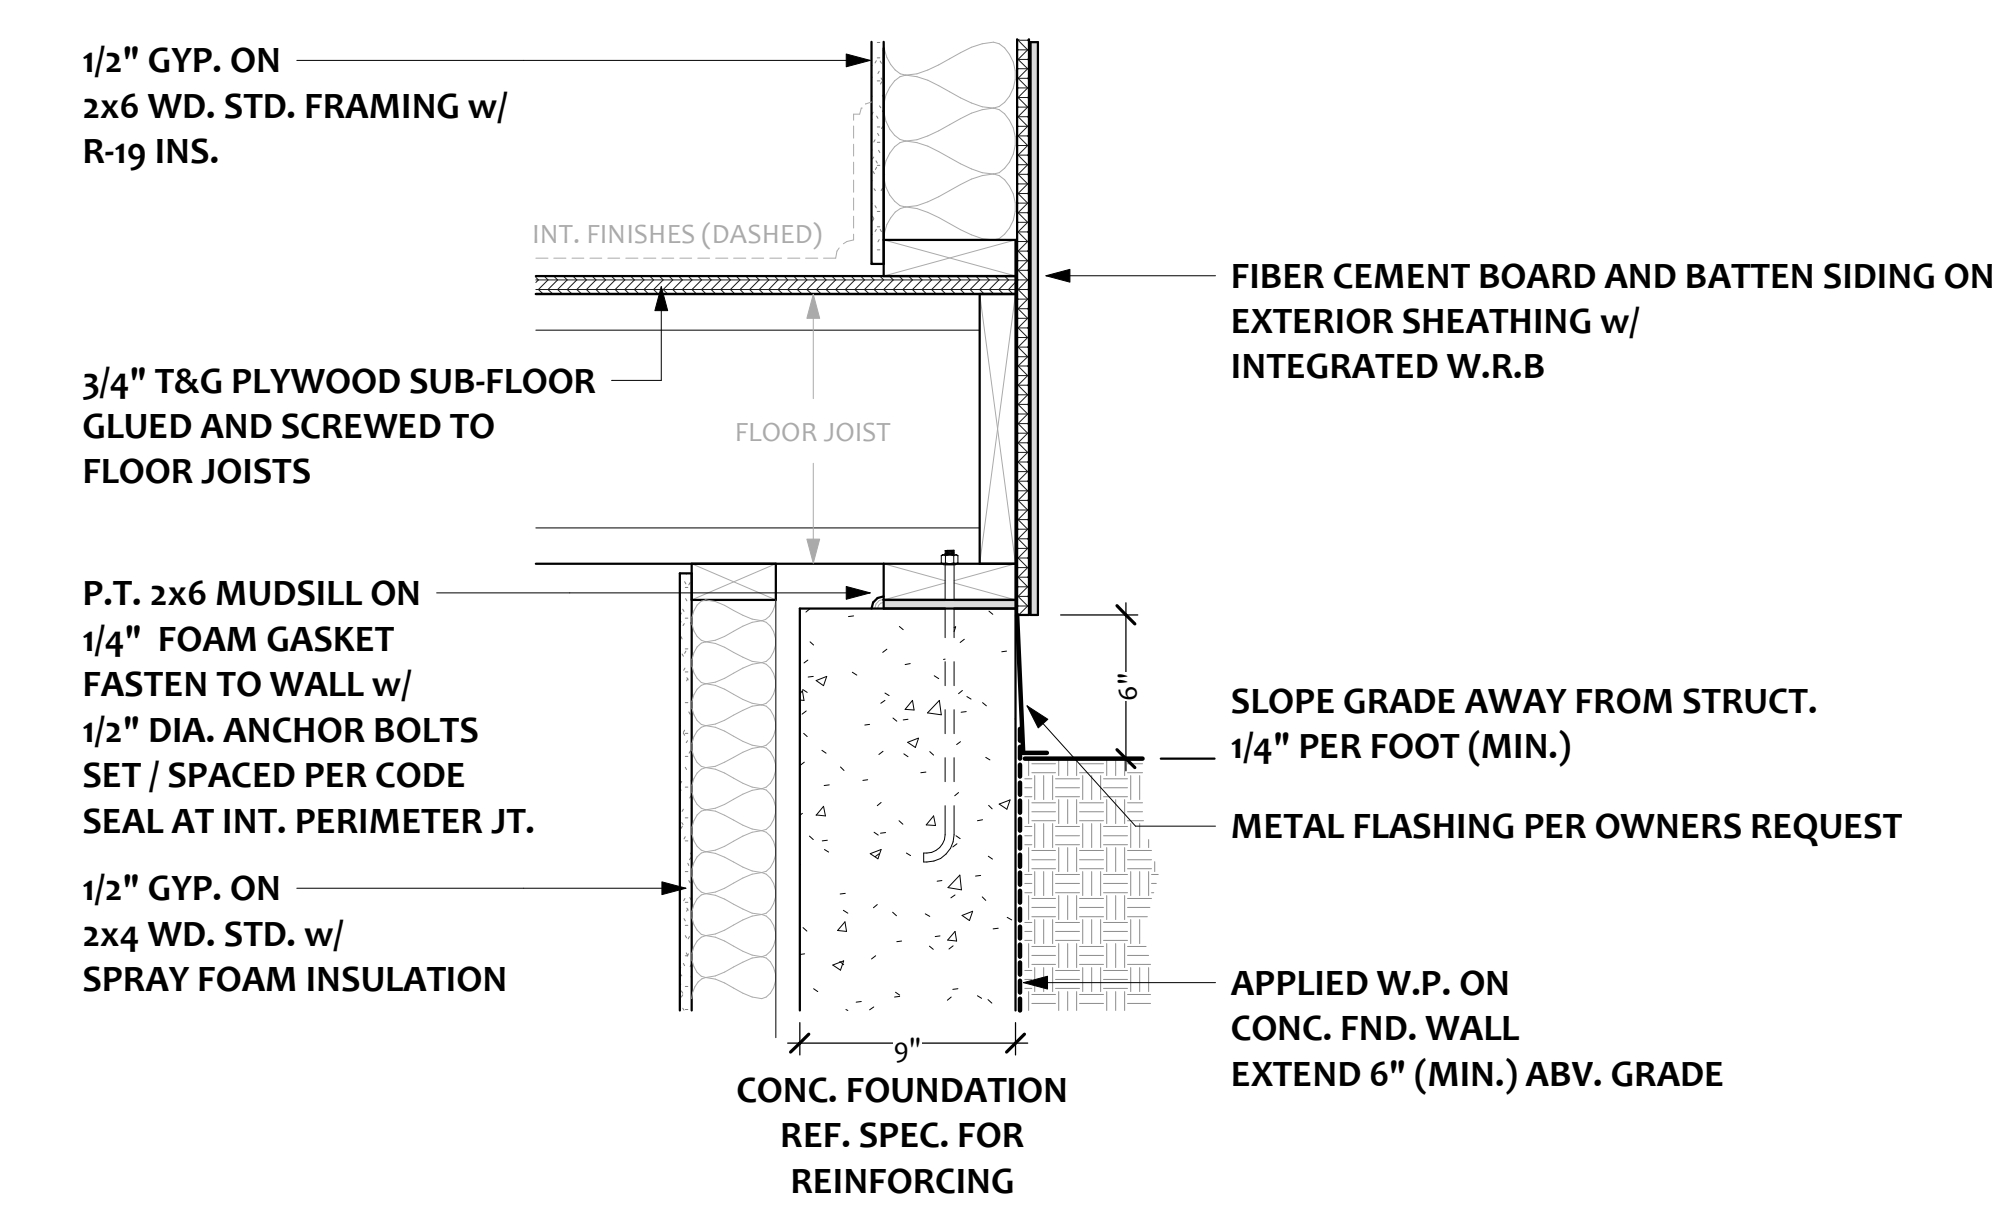 1/2" GYP. ON
2x6 WD. STD. FRAMING w/
R-19 INS.
INT. FINISHES (DASHED)
3/4" T&G PLYWOOD SUB-FLOOR
GLUED AND SCREWED TO
FLOOR JOISTS
FLOOR JOIST
P.T. 2x6 MUDSILL ON
1/4" FOAM GASKET
FASTEN TO WALL w/
1/2" DIA. ANCHOR BOLTS
SET / SPACED PER CODE
SEAL AT INT. PERIMETER JT.
1/2" GYP. ON
2x4 WD. STD. w/
SPRAY FOAM INSULATION
9"
CONC. FOUNDATION
REF. SPEC. FOR
REINFORCING
FIBER CEMENT BOARD AND BATTEN SIDING ON
EXTERIOR SHEATHING w/
INTEGRATED W.R.B
6"
SLOPE GRADE AWAY FROM STRUCT.
1/4" PER FOOT (MIN.)
METAL FLASHING PER OWNERS REQUEST
APPLIED W.P. ON
CONC. FND. WALL
EXTEND 6" (MIN.) ABV. GRADE